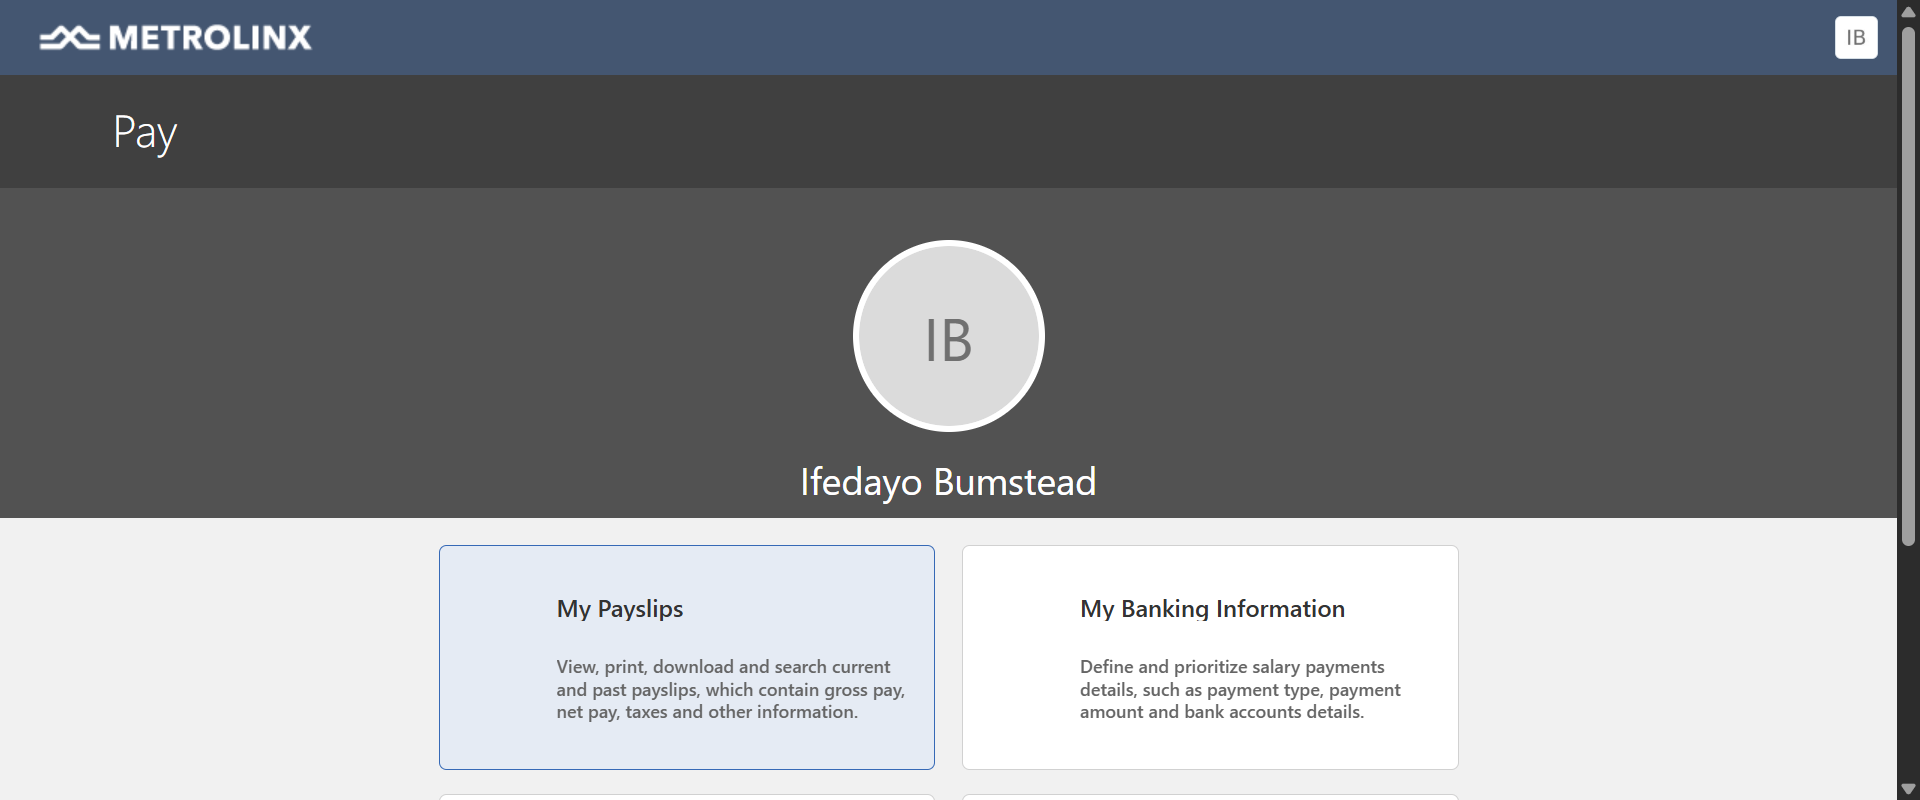 METROLINX
IB
Pay
IB
Ifedayo Bumstead
My Payslips
View, print, download and search current
and past payslips, which contain gross pay,
net pay, taxes and other information.
My Banking Information
Define and prioritize salary payments
details, such as payment type, payment
amount and bank accounts details.